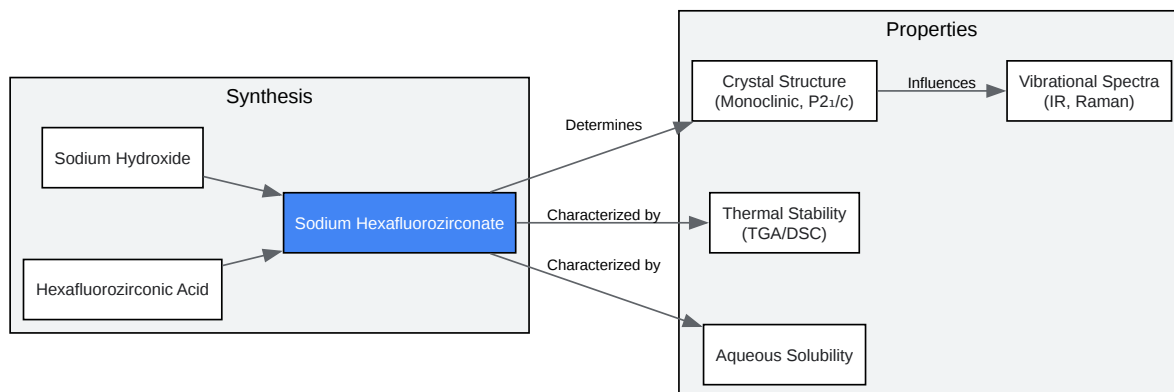 Synthesis
Sodium Hydroxide
Hexafluorozirconic Acid
Sodium Hexafluorozirconate
Determines
Characterized by
Characterized by
Properties
Crystal Structure
(Monoclinic, P2₁/c)
Influences
Vibrational Spectra
(IR, Raman)
Thermal Stability
(TGA/DSC)
Aqueous Solubility